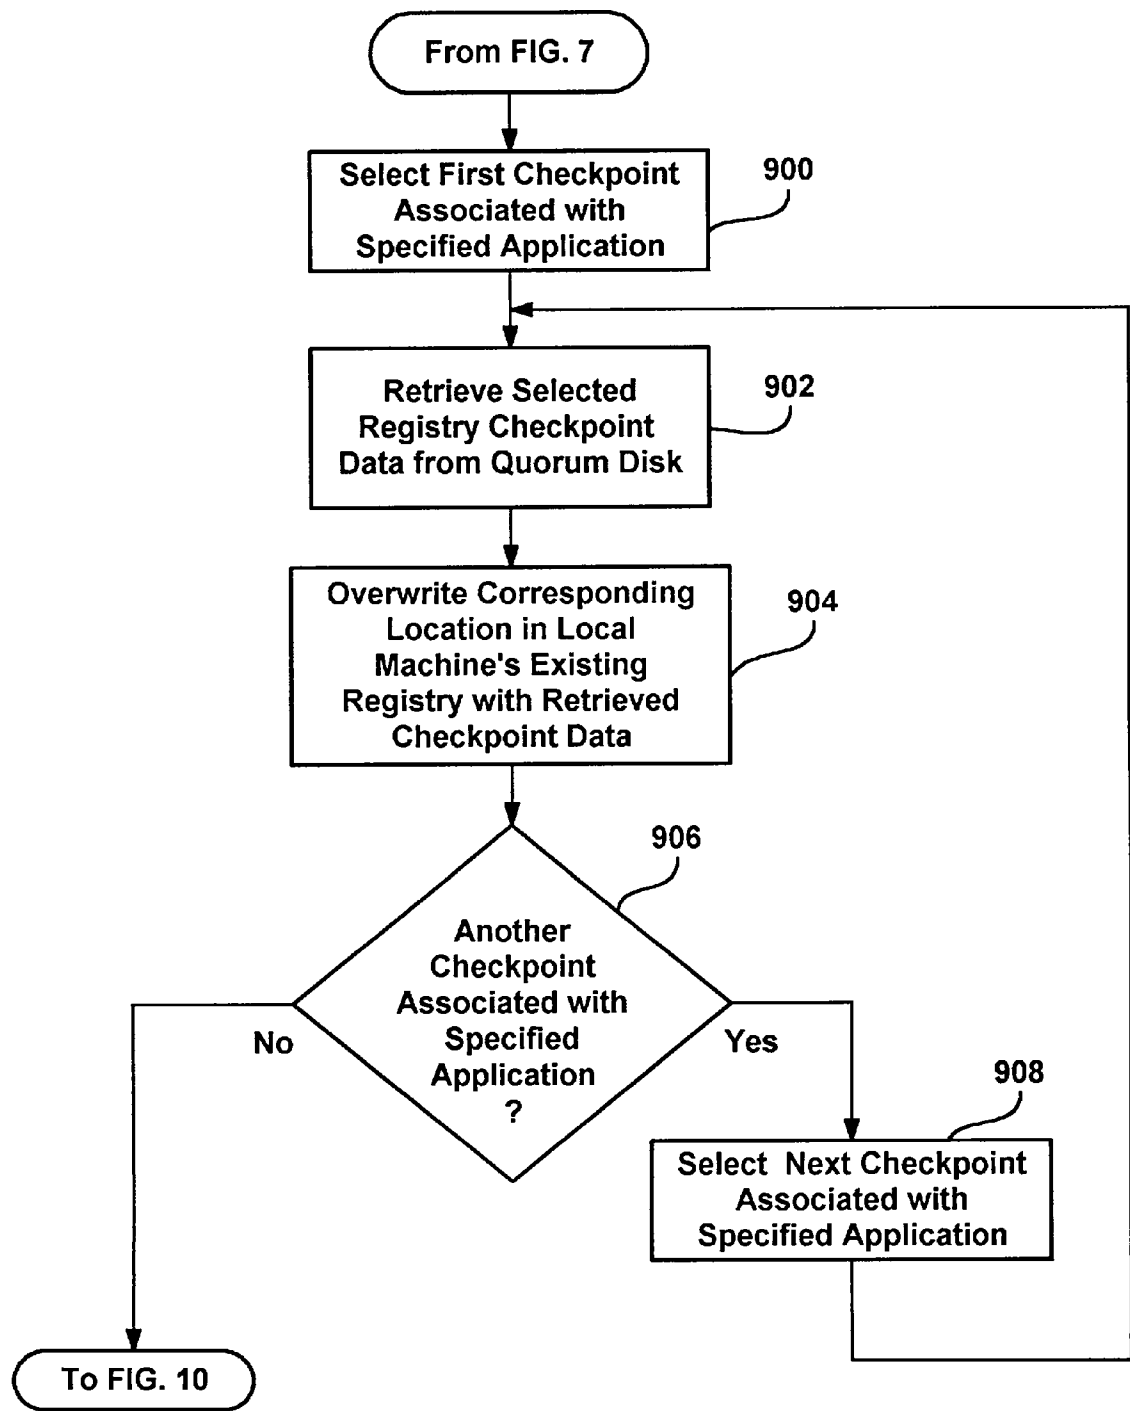 From FIG. 7
Select First Checkpoint
Associated with
Specified Application
900
Retrieve Selected
Registry Checkpoint
Data from Quorum Disk
902
Overwrite Corresponding
Location in Local
Machine's Existing
Registry with Retrieved
Checkpoint Data
904
906
Another
Checkpoint
Associated with
Specified
Application
?
No
Yes
908
Select Next Checkpoint
Associated with
Specified Application
To FIG. 10